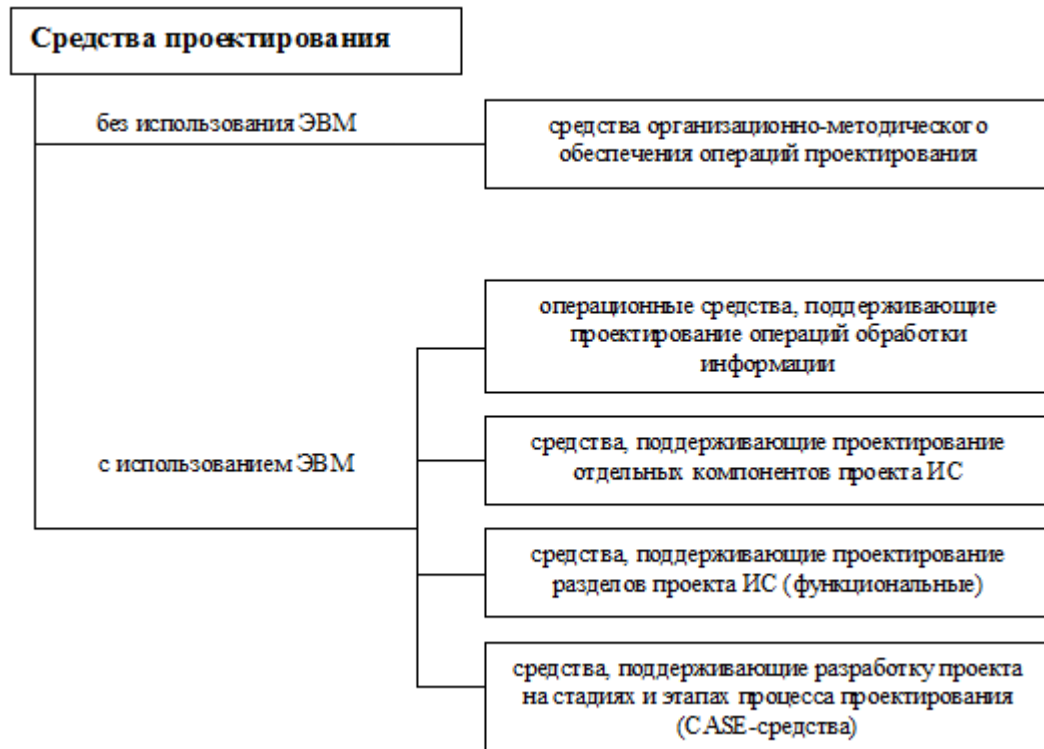 Средства проектирования
без использования ЭВМ
средства организационно-методического
обеспечения операций проектирования
операционные средства, поддерживающие
проектирование операций обработки
информации
с использованием ЭВМ
средства, поддерживающие проектирование
отдельных компонентов проекта ИС
средства, поддерживающие проектирование
разделов проекта ИС (функциональные)
средства, поддерживающие разработку проекта
на стадиях и этапах процесса проектирования
(CASE-средства)